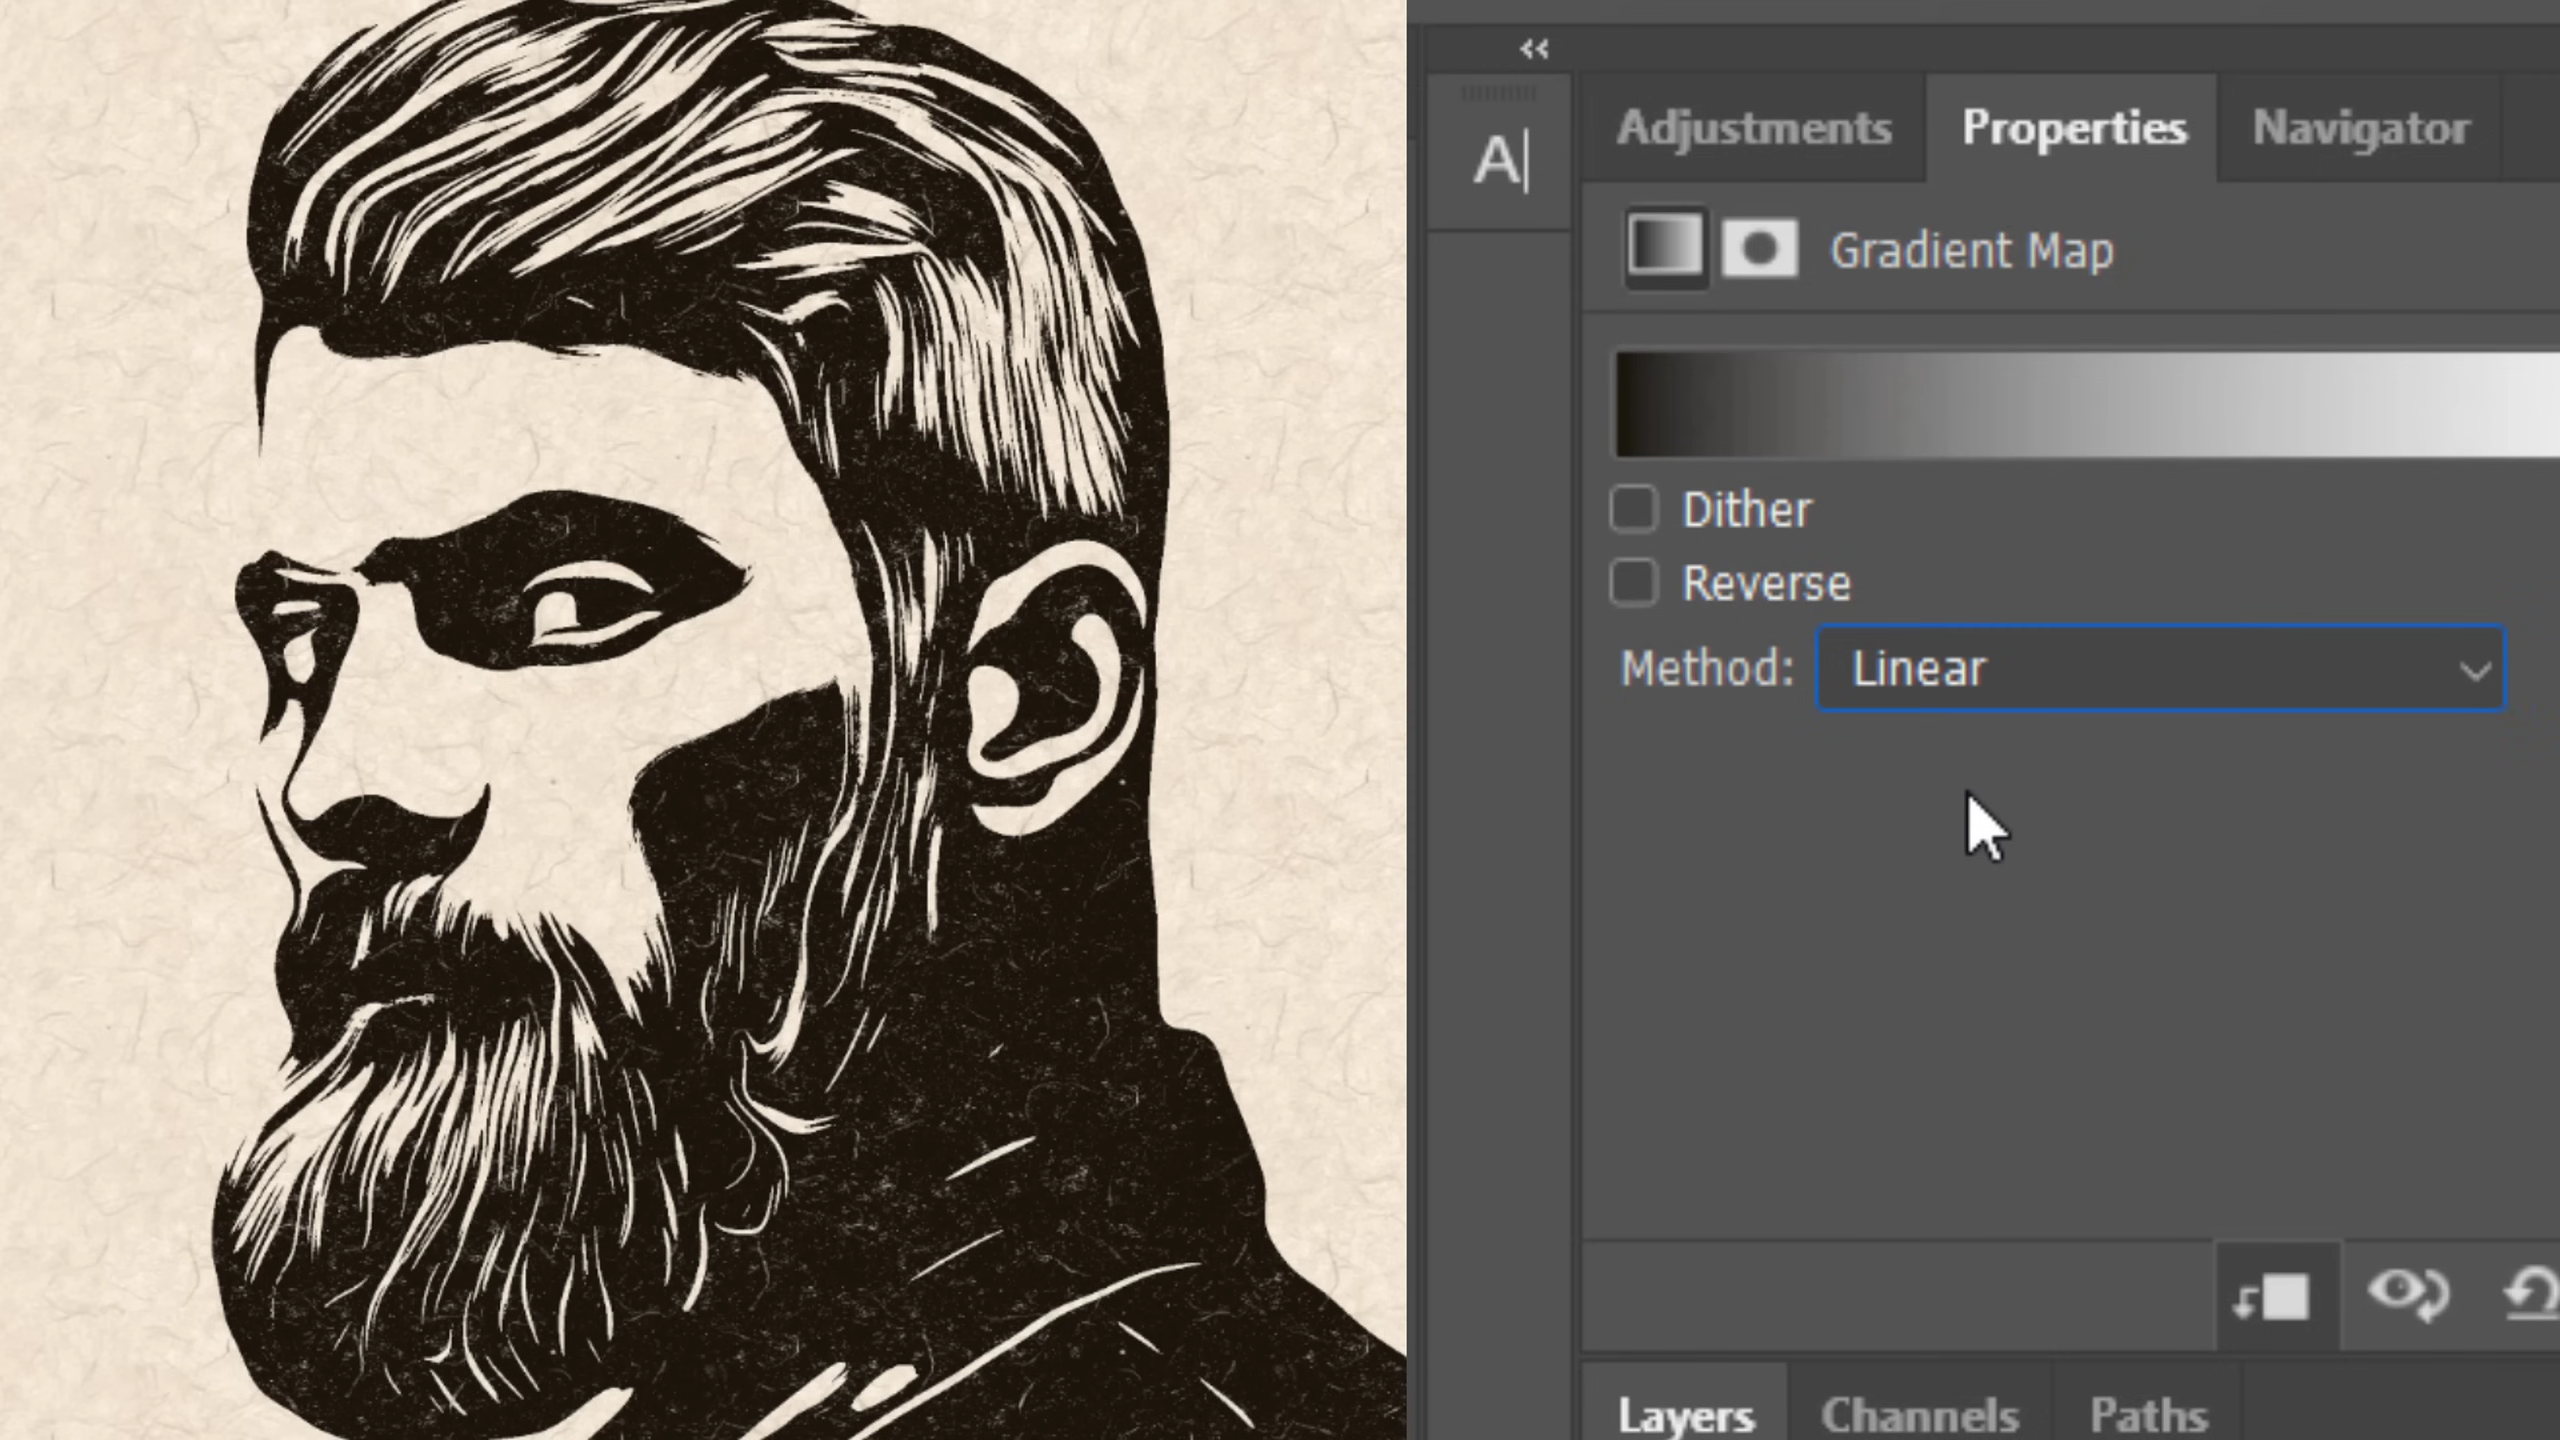 A
Adjustments Properties Navigator
Gradient Map
Dither
Reverse
Method: Linear
Layers Channels Paths